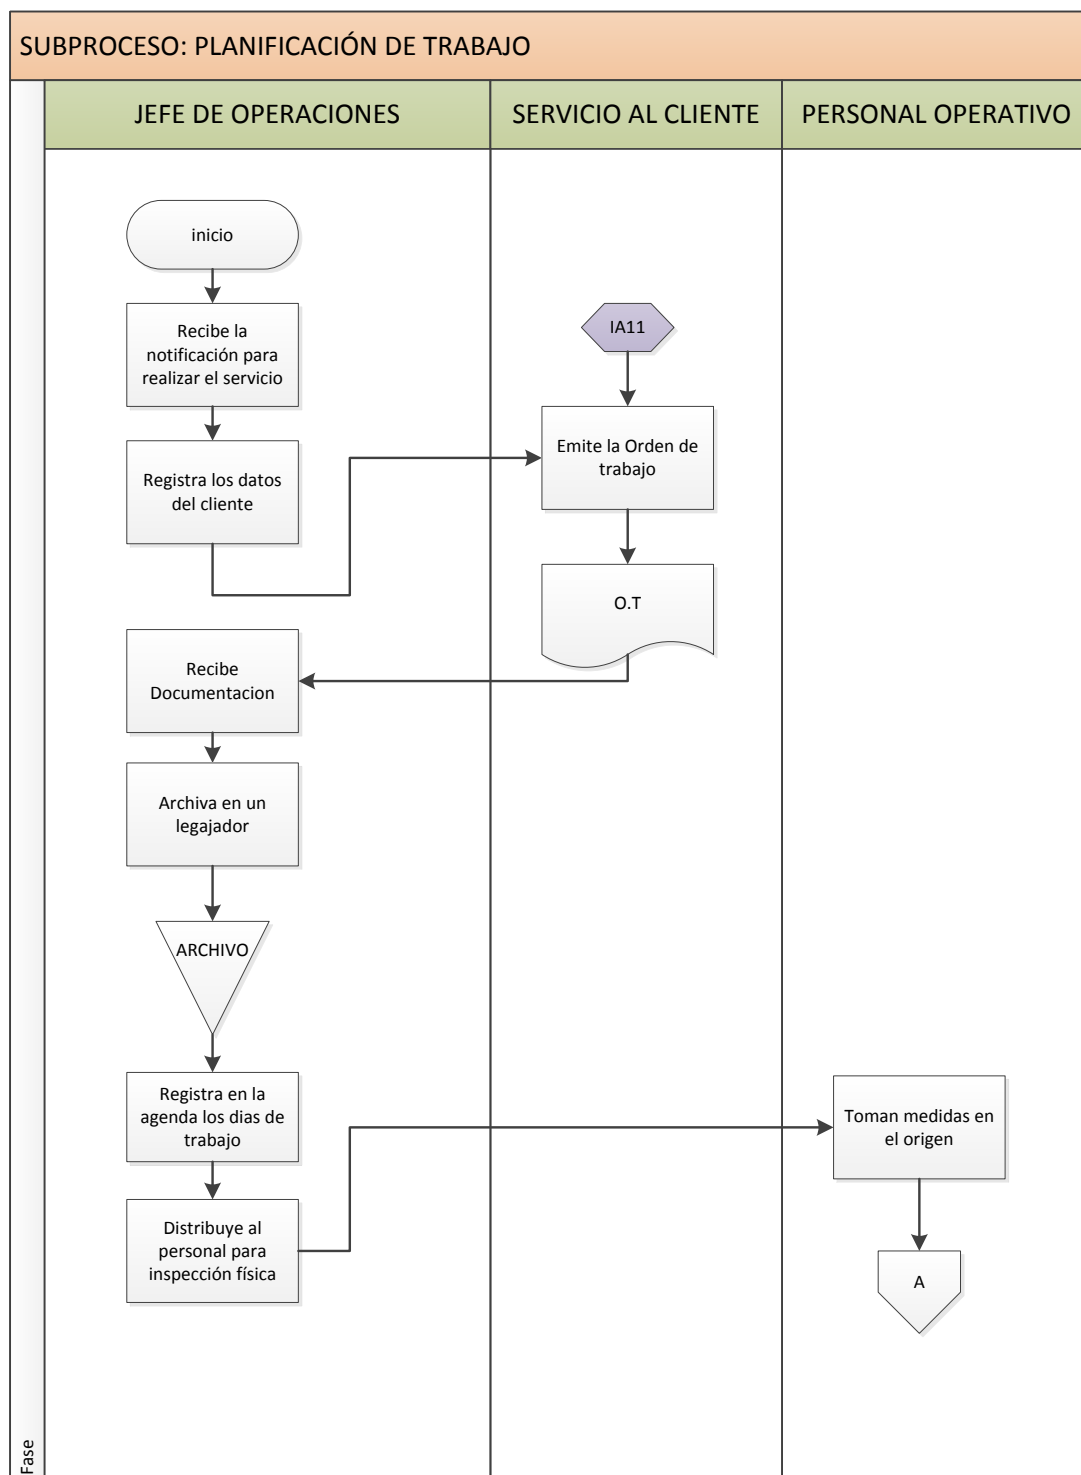 SUBPROCESO: PLANIFICACIÓN DE TRABAJO
JEFE DE OPERACIONES
SERVICIO AL CLIENTE
PERSONAL OPERATIVO
inicio
Recibe la
notificación para
realizar el servicio
IA11
Registra los datos
del cliente
Emite la Orden de
trabajo
O.T
Recibe
Documentacion
Archiva en un
legajador
ARCHIVO
Registra en la
agenda los dias de
trabajo
Toman medidas en
el origen
Distribuye al
personal para
inspección física
A
Fase